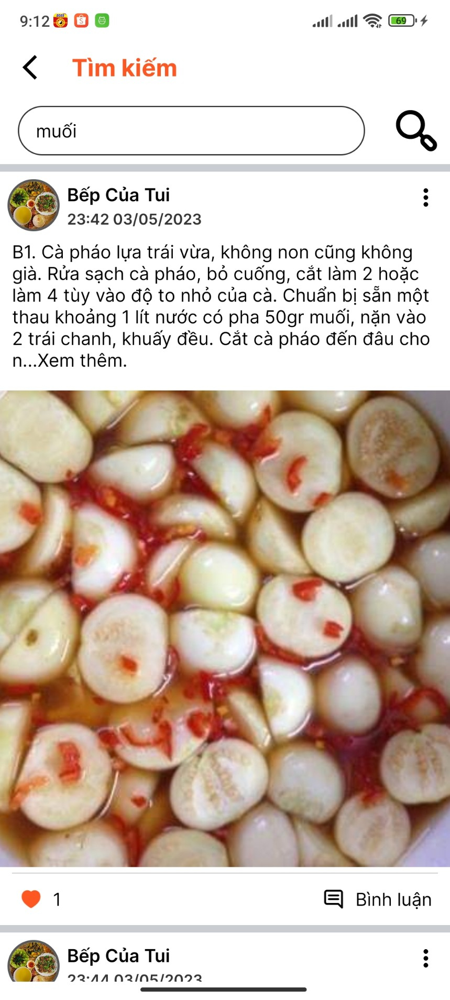 9:12
69
Tìm kiếm
muối
Bếp Của Tui
23:42 03/05/2023
B1. Cà pháo lựa trái vừa, không non cũng không
già. Rửa sạch cà pháo, bỏ cuống, cắt làm 2 hoặc
làm 4 tùy vào độ to nhỏ của cà. Chuẩn bị sẵn một
thau khoảng 1 lít nước có pha 50gr muối, nặn vào
2 trái chanh, khuấy đều. Cắt cà pháo đến đâu cho
n...Xem thêm.
1
Bình luận
Bếp Của Tui
23:44 03/05/2023